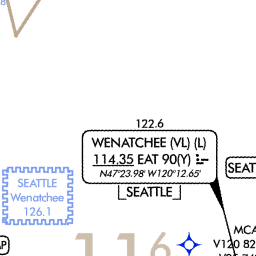 122.6
WENATCHEE (VL) (L)
114.35 EAT 90(Y)
N47°23.98' W120°12.65'
SEATTLE
SEATTLE
Wenatchee
126.1
SEAT
MCA
V120 82
116